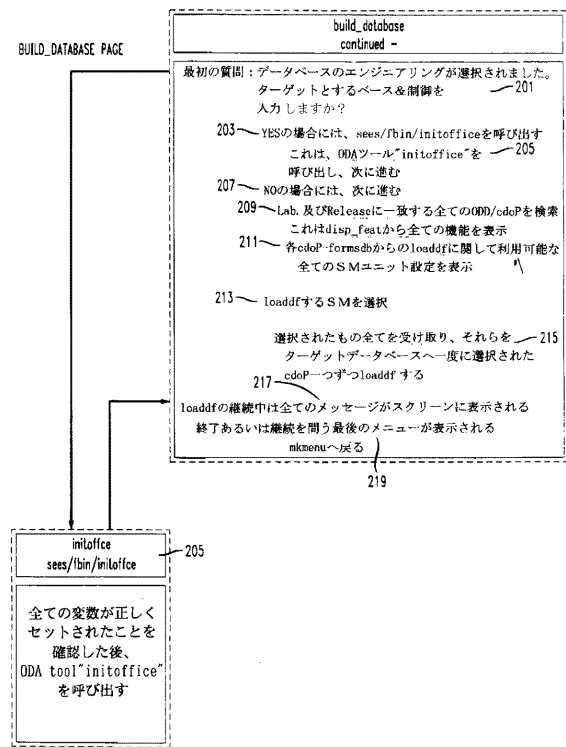 BUILD_DATABASE PAGE
build_database
continued -
最初の質問：データベースのエンジニアリングが選択されました。
ターゲットとするベース＆制御を
201
入力しますか？
203
YESの場合には、sees/fbin/initofficeを呼び出す
これは、ODAツール"initoffice"を
205
呼び出し、次に進む
207
NOの場合には、次に進む
209
Lab.及びReleaseに一致する全てのODD/cdoPを検索
これはdisp_featから全ての機能を表示
211
各cdoP-formsdbからのloaddfに関して利用可能な
全てのSMユニット設定を表示
213
loaddfするSMを選択
選択されたもの全てを受け取り、それらを
215
ターゲットデータベースへ一度に選択された
cdoP一つずつloaddfする
217
loaddfの継続中は全てのメッセージがスクリーンに表示される
終了あるいは継続を問う最後のメニューが表示される
mkmenuへ戻る
219
initoffce
sees/fbin/initoffce
205
全ての変数が正しく
セットされたことを
確認した後、
ODA tool"initoffice"
を呼び出す